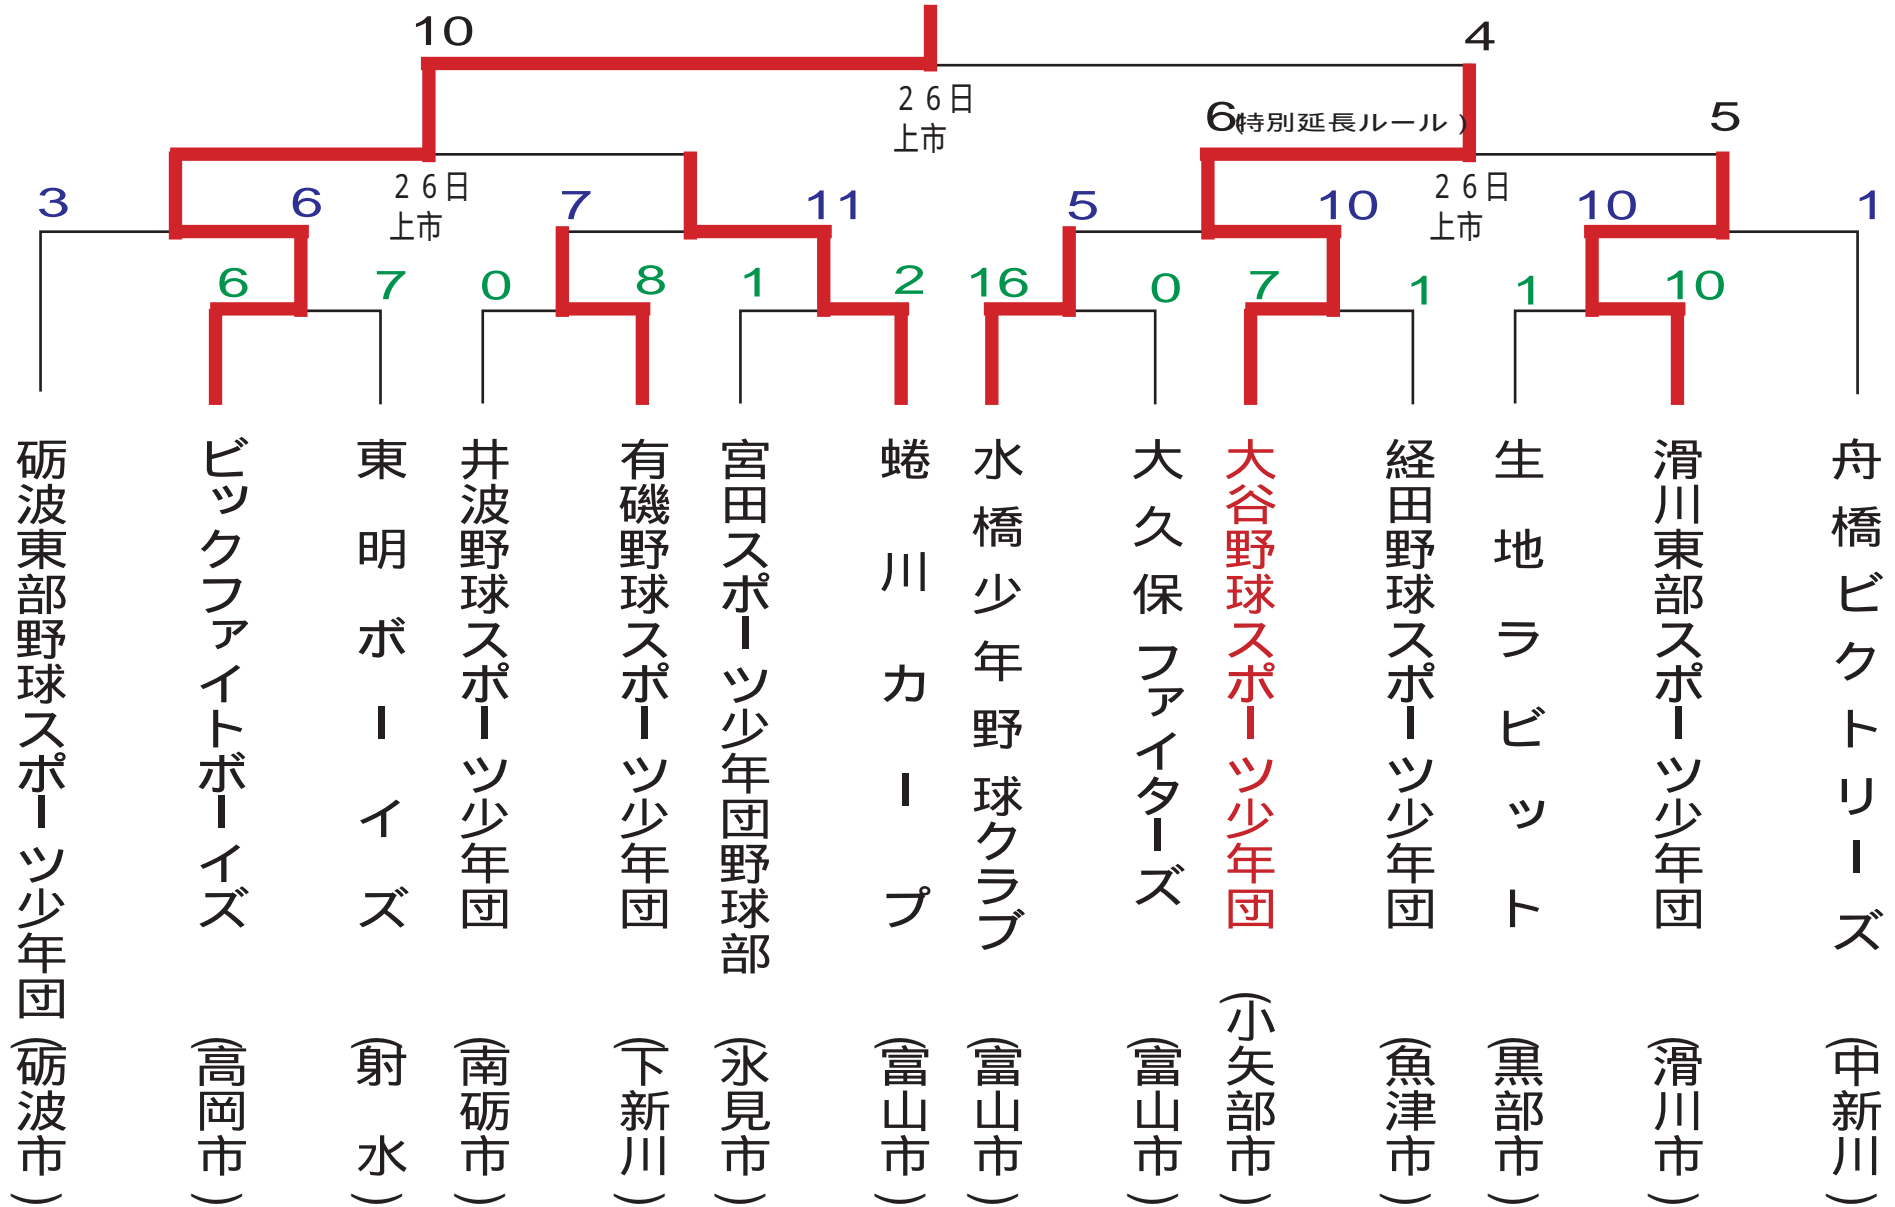 10
4
26日
上市
6(特別延長ルール)
5
3
6
26日
上市
7
11
5
10
26日
上市
10
1
6
7
0
8
1
2
16
0
7
1
1
10
砺波東部野球スポーツ少年団(砺波市)
ビックファイトボーイズ(高岡市)
東明ボーイズ(射水)
井波野球スポーツ少年団(南砺市)
有磯野球スポーツ少年団(下新川)
宮田スポーツ少年団野球部(氷見市)
蜷川カープ(富山市)
水橋少年野球クラブ(富山市)
大久保ファイターズ(富山市)
大谷野球スポーツ少年団(小矢部市)
経田野球スポーツ少年団(魚津市)
生地ラビット(黒部市)
滑川東部スポーツ少年団(滑川市)
舟橋ビクトリーズ(中新川)